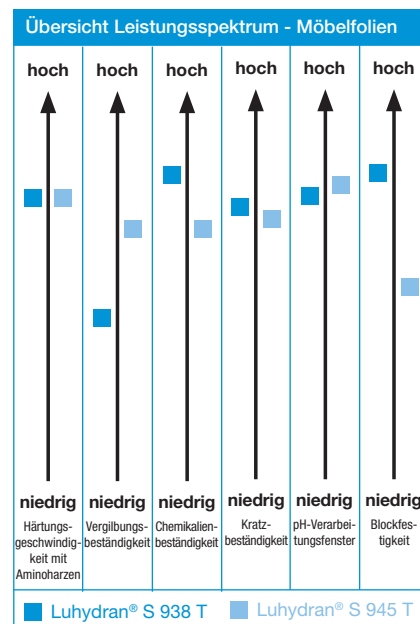 Übersicht Leistungsspektrum - Möbelfolien
hoch hoch hoch hoch hoch hoch
niedrig niedrig niedrig niedrig niedrig niedrig
Härtungs-
geschwindig-
keit mit
Aminoharzen
Vergilbungs-
beständigkeit
Chemikalien-
beständigkeit
Kratz-
beständigkeit
pH-Verarbei-
tungsfenster
Blockfes-
tigkeit
Luhydran® S 938 T Luhydran® S 945 T